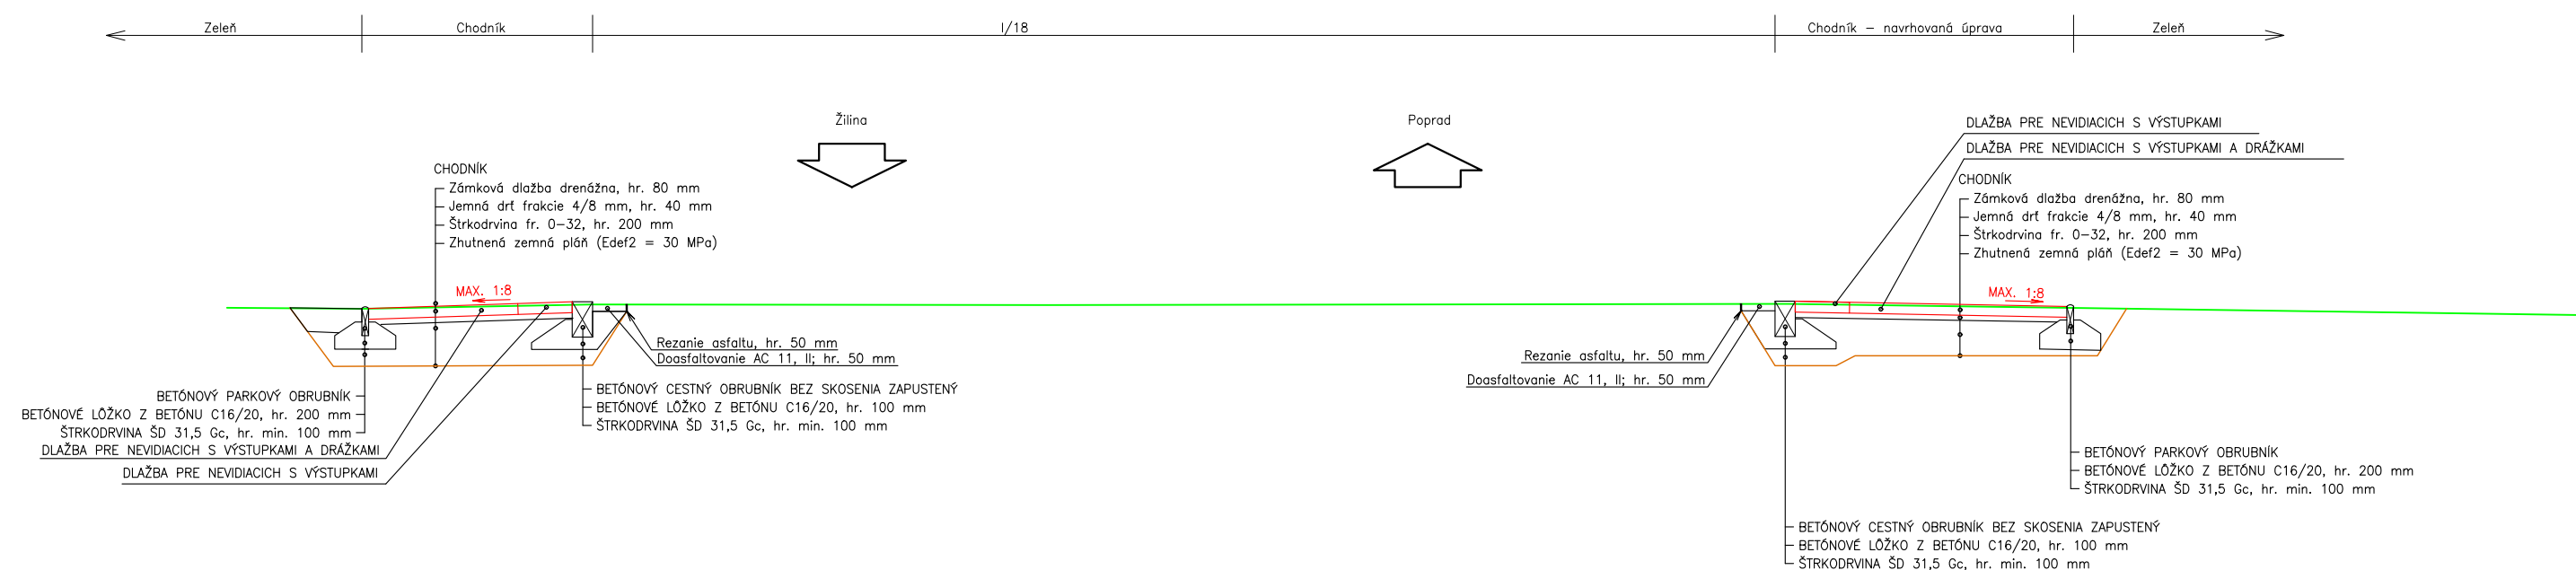 Zeleň
Chodník
I/18
Chodník – navrhovaná úprava
Zeleň
Žilina
Poprad
CHODNÍK
Zámková dlažba drenážna, hr. 80 mm
Jemná drť frakcie 4/8 mm, hr. 40 mm
Štrkodrvina fr. 0–32, hr. 200 mm
Zhutnená zemná pláň (Edef2 = 30 MPa)
MAX. 1:8
Rezanie asfaltu, hr. 50 mm
Doasfaltovanie AC 11, II; hr. 50 mm
BETÓNOVÝ PARKOVÝ OBRUBNÍK
BETÓNOVÉ LÔŽKO Z BETÓNU C16/20, hr. 200 mm
ŠTRKODRVINA ŠD 31,5 Gc, hr. min. 100 mm
DLAŽBA PRE NEVIDIACICH S VÝSTUPKAMI A DRÁŽKAMI
DLAŽBA PRE NEVIDIACICH S VÝSTUPKAMI
BETÓNOVÝ CESTNÝ OBRUBNÍK BEZ SKOSENIA ZAPUSTENÝ
BETÓNOVÉ LÔŽKO Z BETÓNU C16/20, hr. 100 mm
ŠTRKODRVINA ŠD 31,5 Gc, hr. min. 100 mm
DLAŽBA PRE NEVIDIACICH S VÝSTUPKAMI
DLAŽBA PRE NEVIDIACICH S VÝSTUPKAMI A DRÁŽKAMI
CHODNÍK
Zámková dlažba drenážna, hr. 80 mm
Jemná drť frakcie 4/8 mm, hr. 40 mm
Štrkodrvina fr. 0–32, hr. 200 mm
Zhutnená zemná pláň (Edef2 = 30 MPa)
MAX. 1:8
Rezanie asfaltu, hr. 50 mm
Doasfaltovanie AC 11, II; hr. 50 mm
BETÓNOVÝ PARKOVÝ OBRUBNÍK
BETÓNOVÉ LÔŽKO Z BETÓNU C16/20, hr. 200 mm
ŠTRKODRVINA ŠD 31,5 Gc, hr. min. 100 mm
BETÓNOVÝ CESTNÝ OBRUBNÍK BEZ SKOSENIA ZAPUSTENÝ
BETÓNOVÉ LÔŽKO Z BETÓNU C16/20, hr. 100 mm
ŠTRKODRVINA ŠD 31,5 Gc, hr. min. 100 mm